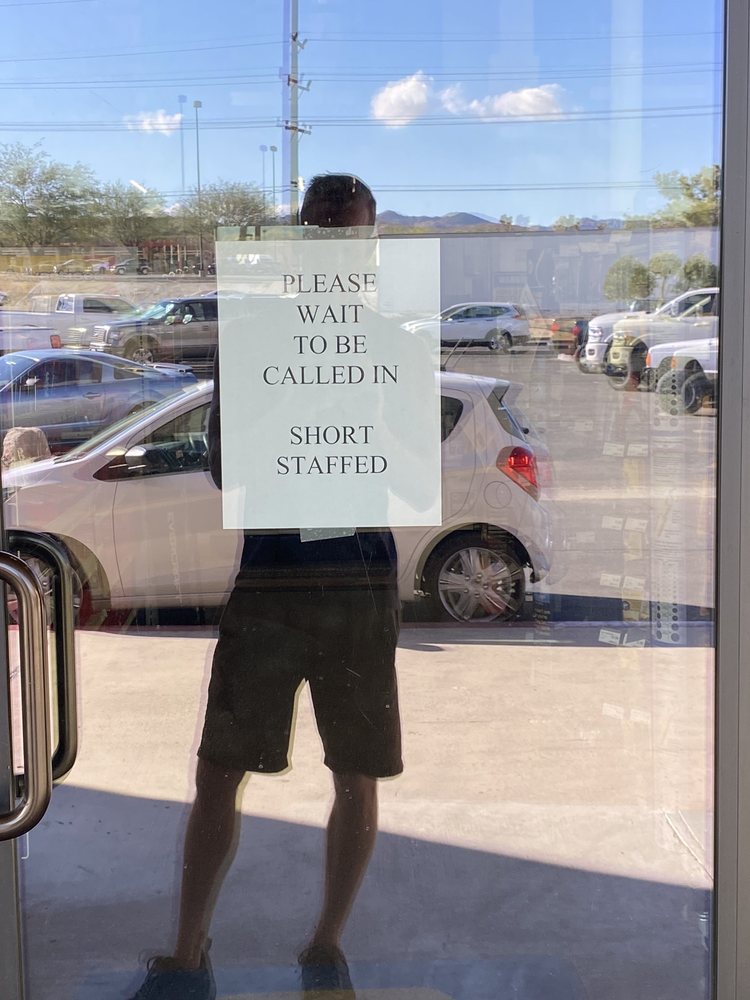 PLEASE
WAIT
TO BE
CALLED IN
SHORT
STAFFED